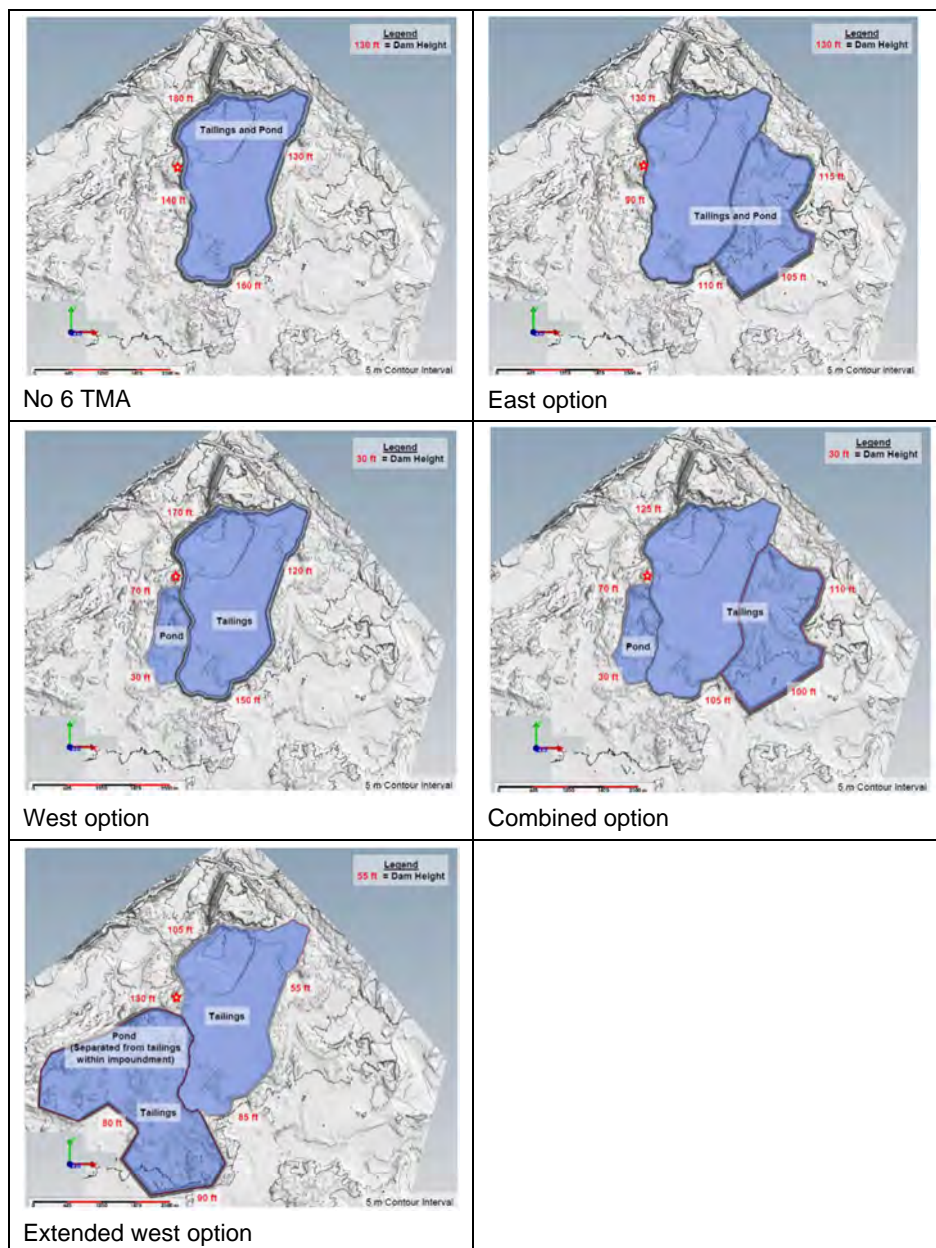 Legend
130 ft = Dam Height
180 ft
Tailings and Pond
130 ft
140 ft
160 ft
5 m Contour Interval
No 6 TMA
Legend
130 ft = Dam Height
130 ft
115 ft
90 ft
Tailings and Pond
110 ft
105 ft
5 m Contour Interval
East option
Legend
30 ft = Dam Height
170 ft
120 ft
70 ft
Tailings
Pond
30 ft
150 ft
5 m Contour Interval
West option
Legend
30 ft = Dam Height
125 ft
70 ft
110 ft
Tailings
Pond
30 ft
105 ft
100 ft
5 m Contour Interval
Combined option
Legend
55 ft = Dam Height
105 ft
55 ft
130 ft
Tailings
Pond
(Separated from tailings
within impoundment)
Tailings
80 ft
85 ft
90 ft
5 m Contour Interval
Extended west option